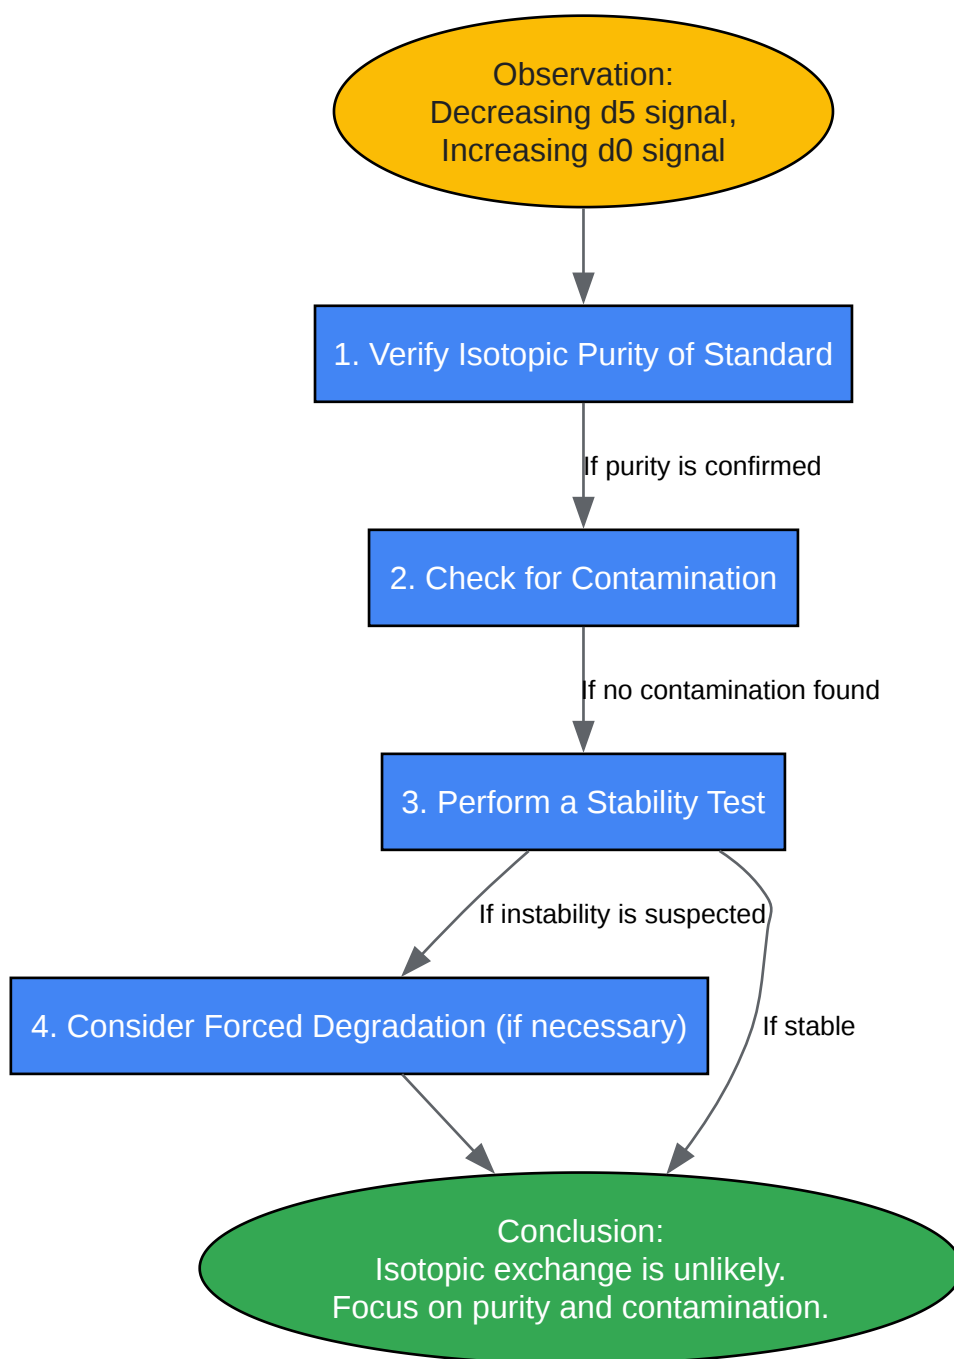 Observation:
Decreasing d5 signal,
Increasing d0 signal
1. Verify Isotopic Purity of Standard
If purity is confirmed
2. Check for Contamination
If no contamination found
3. Perform a Stability Test
If instability is suspected
4. Consider Forced Degradation (if necessary)
If stable
Conclusion:
Isotopic exchange is unlikely.
Focus on purity and contamination.